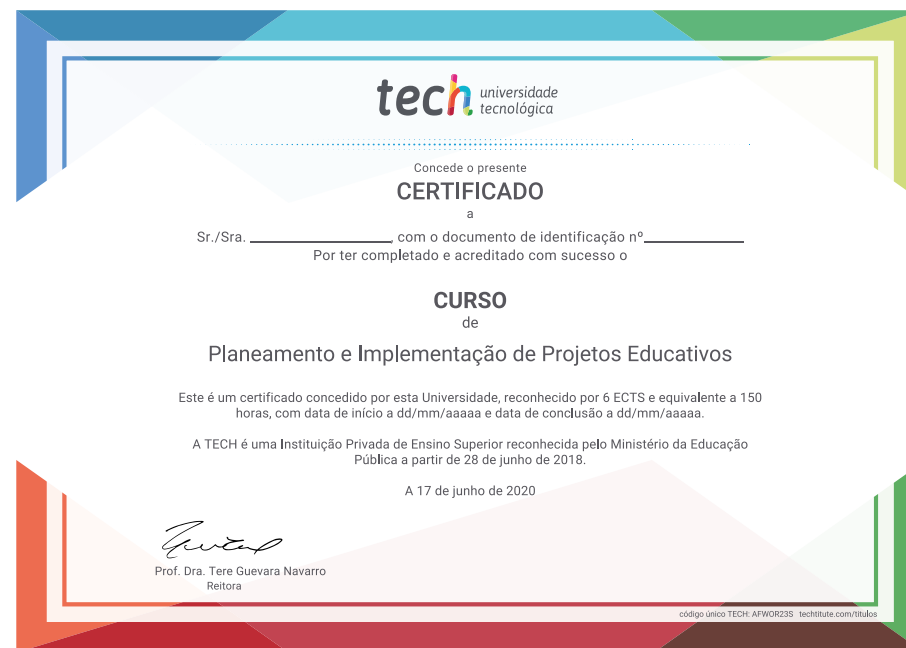 tech universidade
tecnológica
Concede o presente
CERTIFICADO
a
Sr./Sra. , com o documento de identificação nº
Por ter completado e acreditado com sucesso o
CURSO
de
Planeamento e Implementação de Projetos Educativos
Este é um certificado concedido por esta Universidade, reconhecido por 6 ECTS e equivalente a 150
horas, com data de início a dd/mm/aaaaa e data de conclusão a dd/mm/aaaaa.
A TECH é uma Instituição Privada de Ensino Superior reconhecida pelo Ministério da Educação
Pública a partir de 28 de junho de 2018.
A 17 de junho de 2020
Prof. Dra. Tere Guevara Navarro
Reitora
código único TECH: AFWOR23S techtitute.com/titulos